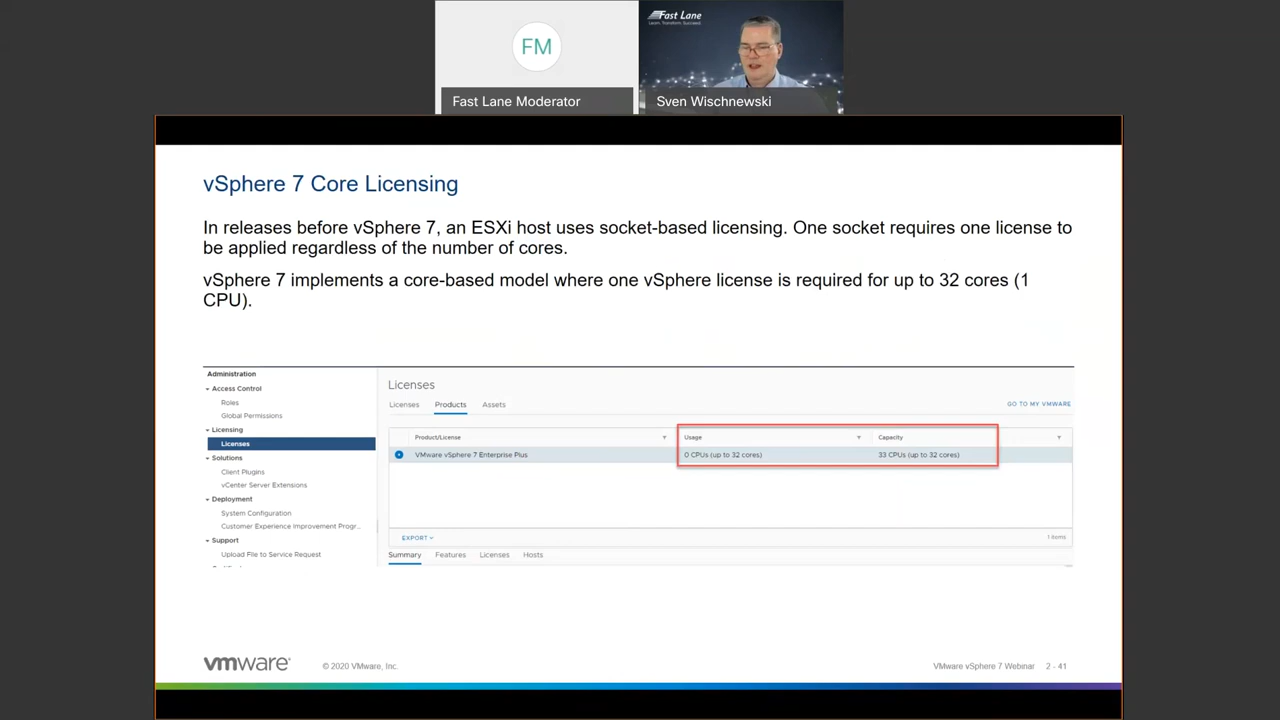 Fast Lane
Learn. Transform. Succeed.
FM
Fast Lane Moderator
Sven Wischnewski
vSphere 7 Core Licensing
In releases before vSphere 7, an ESXi host uses socket-based licensing. One socket requires one license to
be applied regardless of the number of cores.
vSphere 7 implements a core-based model where one vSphere license is required for up to 32 cores (1
CPU).
Administration
Access Control
Roles
Global Permissions
Licensing
Licenses
Solutions
Client Plugins
vCenter Server Extensions
Deployment
System Configuration
Customer Experience Improvement Progr...
Support
Upload File to Service Request
Licenses
Licenses Products Assets
GO TO MY VMWARE
Product/License Usage Capacity
VMware vSphere 7 Enterprise Plus 0 CPUs (up to 32 cores) 33 CPUs (up to 32 cores)
EXPORT
1 items
Summary Features Licenses Hosts
vmware®
© 2020 VMware, Inc.
VMware vSphere 7 Webinar 2 - 41